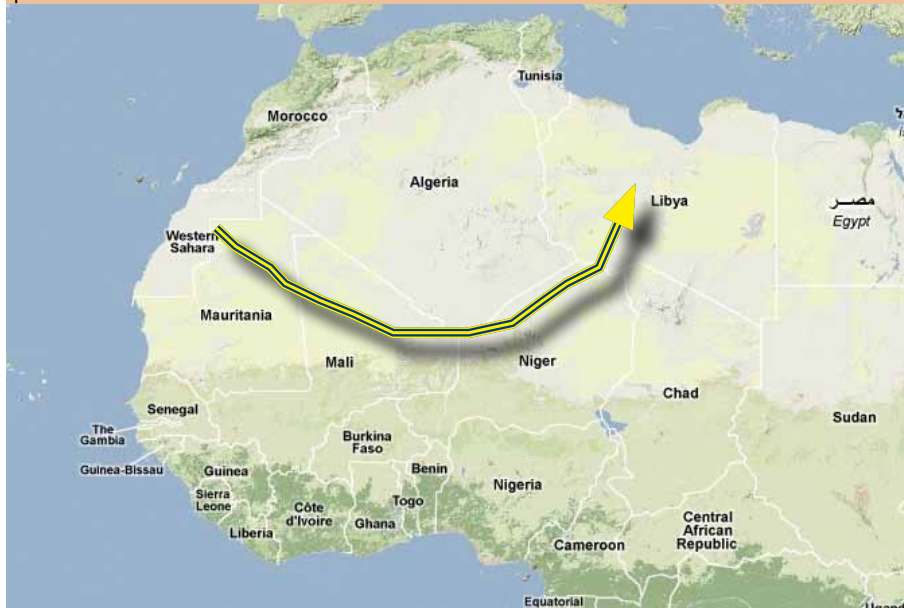 Tunisia
Morocco
Algeria
Libya
مصر
Egypt
Western
Sahara
Mauritania
Mali
Niger
Chad
Senegal
Sudan
The
Gambia
Burkina
Faso
Guinea-Bissau
Guinea
Benin
Nigeria
Sierra
Leone
Togo
Côte
d'Ivoire
Ghana
Liberia
Central
African
Republic
Cameroon
Equatorial